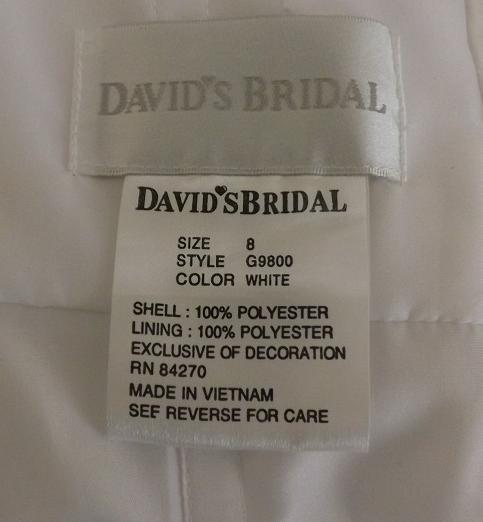 DAVID'S BRIDAL
DAVID'S BRIDAL
SIZE 8
STYLE G9800
COLOR WHITE
SHELL : 100% POLYESTER
LINING : 100% POLYESTER
EXCLUSIVE OF DECORATION
RN 84270
MADE IN VIETNAM
SEF REVERSE FOR CARE